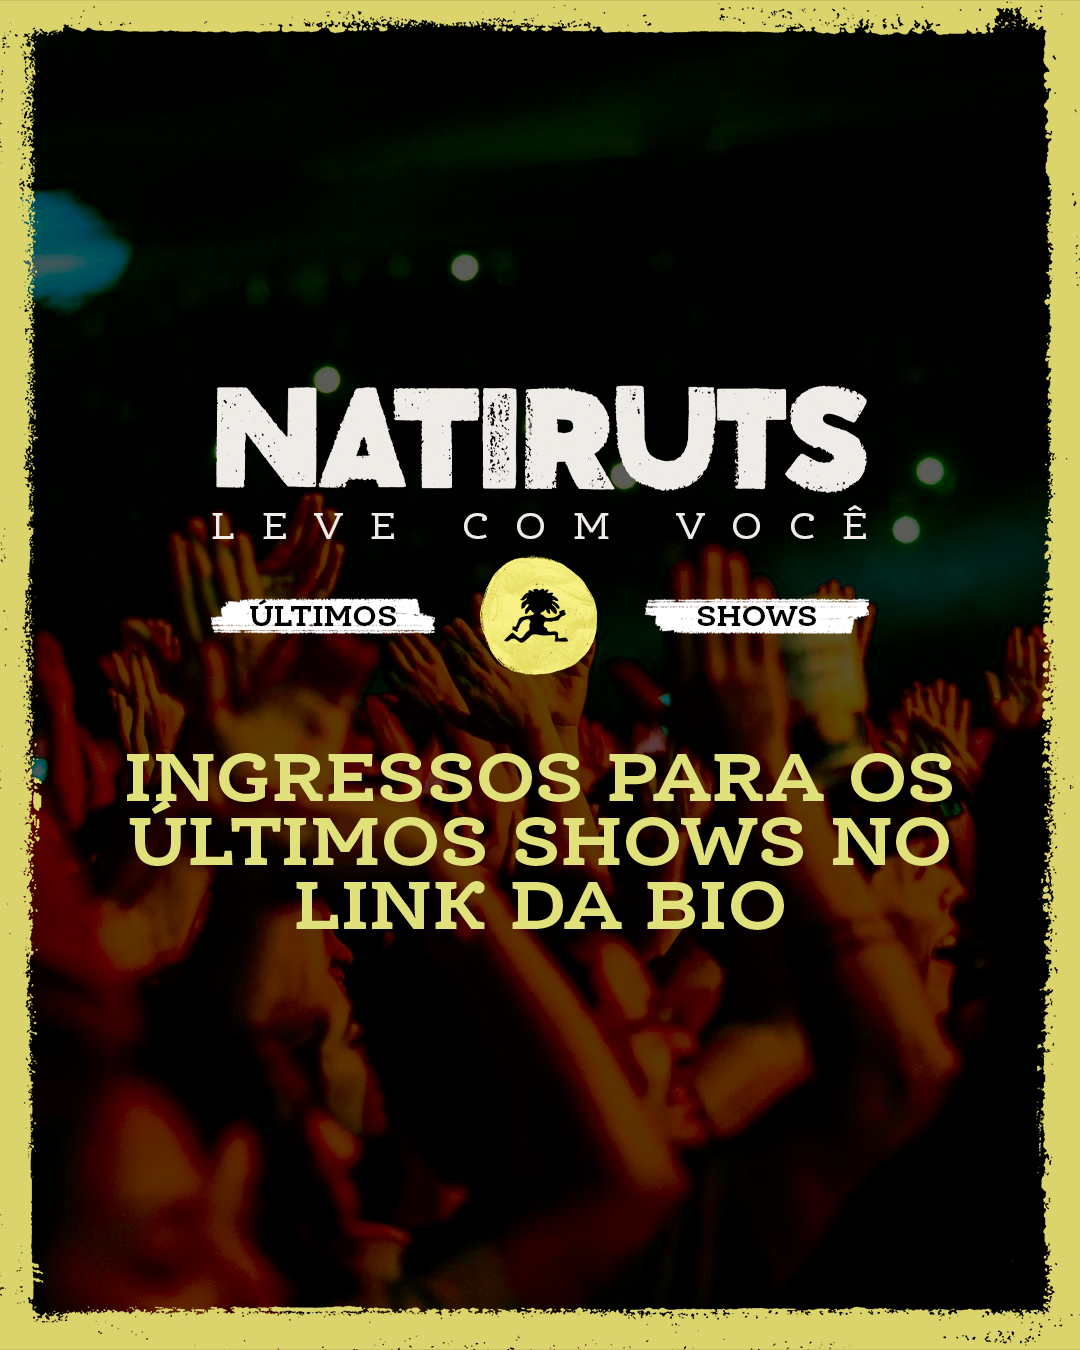 NATIRUTS
LEVE COM VOCÊ
ÚLTIMOS SHOWS
INGRESSOS PARA OS
ÚLTIMOS SHOWS NO
LINK DA BIO